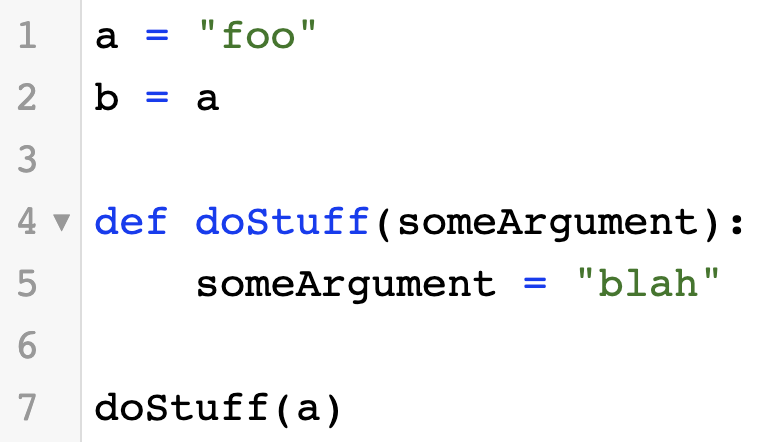 1 a = "foo"
2 b = a
3
4 def doStuff(someArgument):
5     someArgument = "blah"
6
7 doStuff(a)